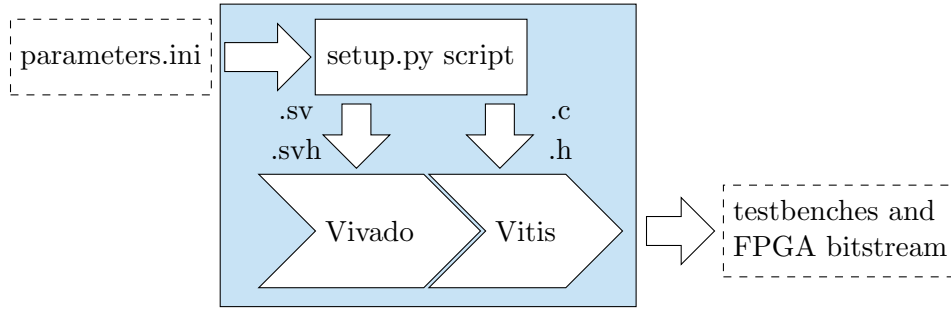 parameters.ini
setup.py script
.sv
.c
.svh
.h
Vivado
Vitis
testbenches and
FPGA bitstream